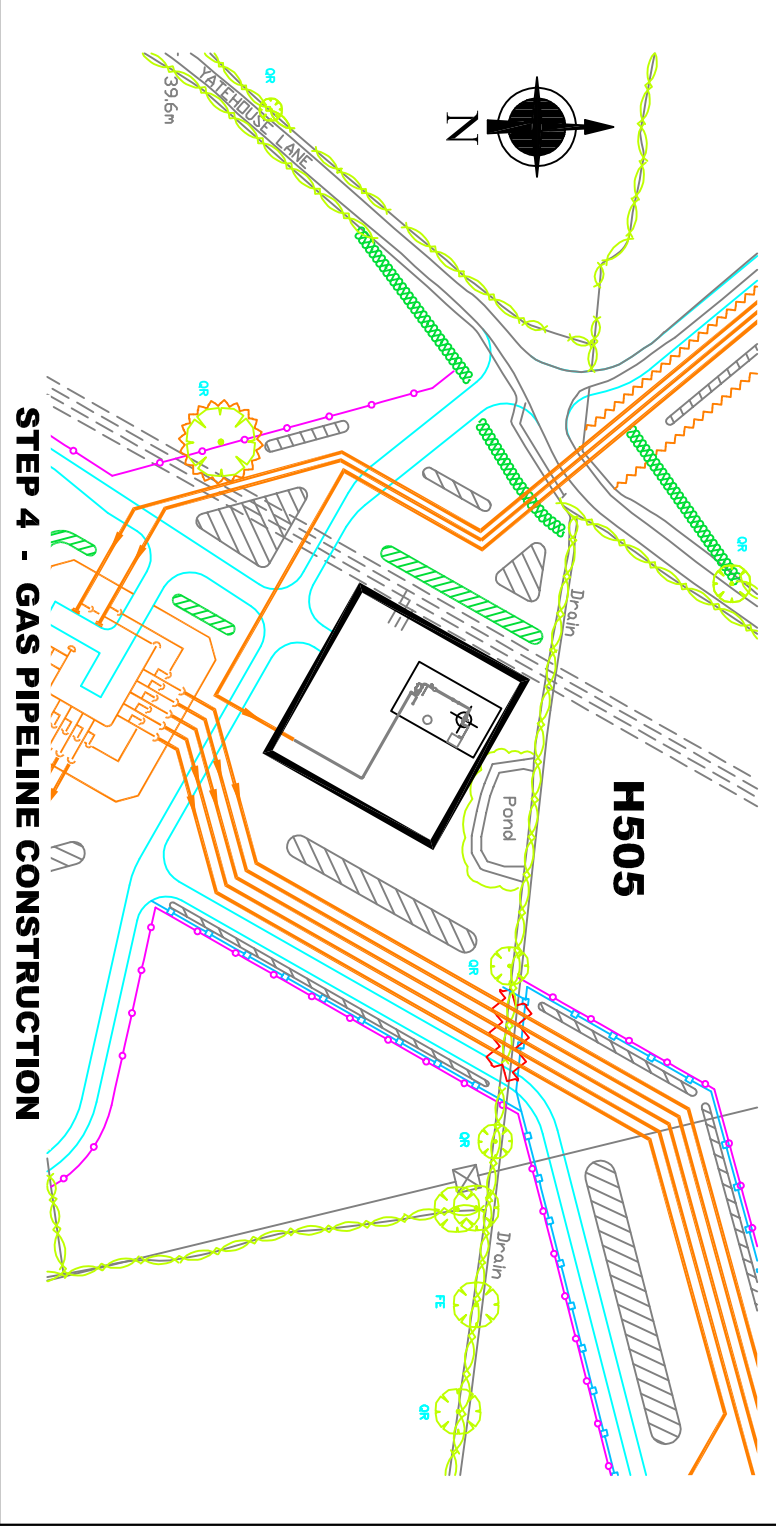 QR
YATEHOUSE LANE
39.6m
N
QR
QR
Drain
H505
Pond
QR
QR
Drain
FE
QR
STEP 4 - GAS PIPELINE CONSTRUCTION